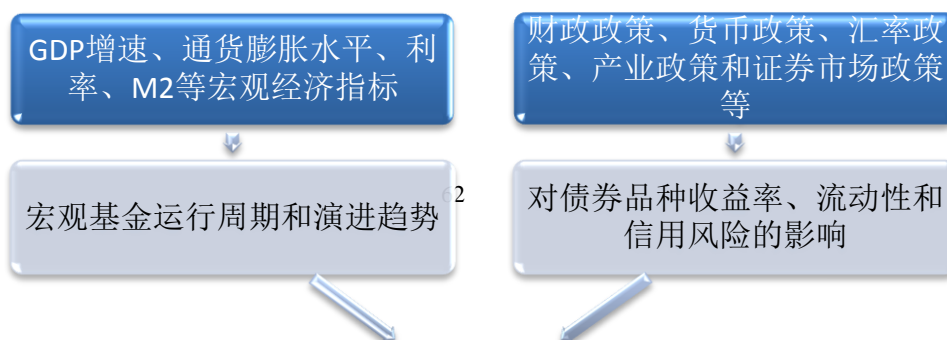 GDP增速、通货膨胀水平、利
率、M2等宏观经济指标
财政政策、货币政策、汇率政
策、产业政策和证券市场政策
等
宏观基金运行周期和演进趋势
62
对债券品种收益率、流动性和
信用风险的影响